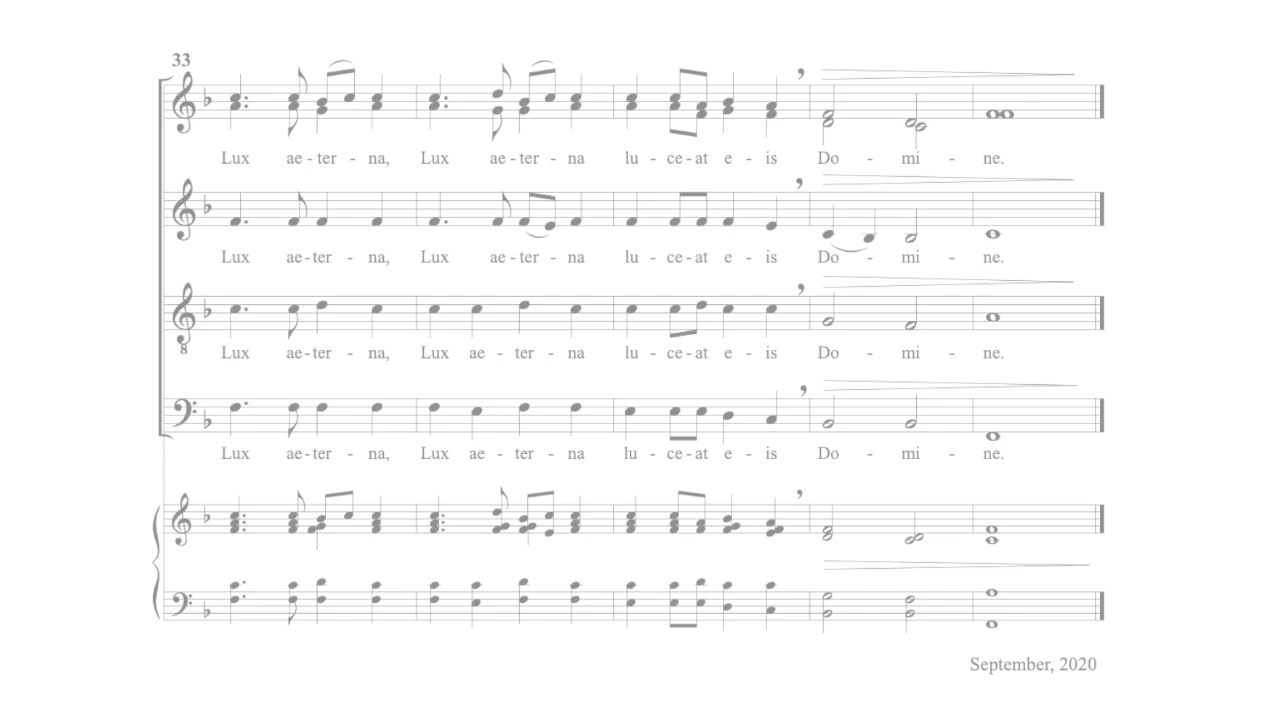 33
Lux ae - ter - na, Lux ae - ter - na lu - ce - at e - is Do - mi - ne.
Lux ae - ter - na, Lux ae - ter - na lu - ce - at e - is Do - mi - ne.
8
Lux ae - ter - na, Lux ae - ter - na lu - ce - at e - is Do - mi - ne.
Lux ae - ter - na, Lux ae - ter - na lu - ce - at e - is Do - mi - ne.
September, 2020